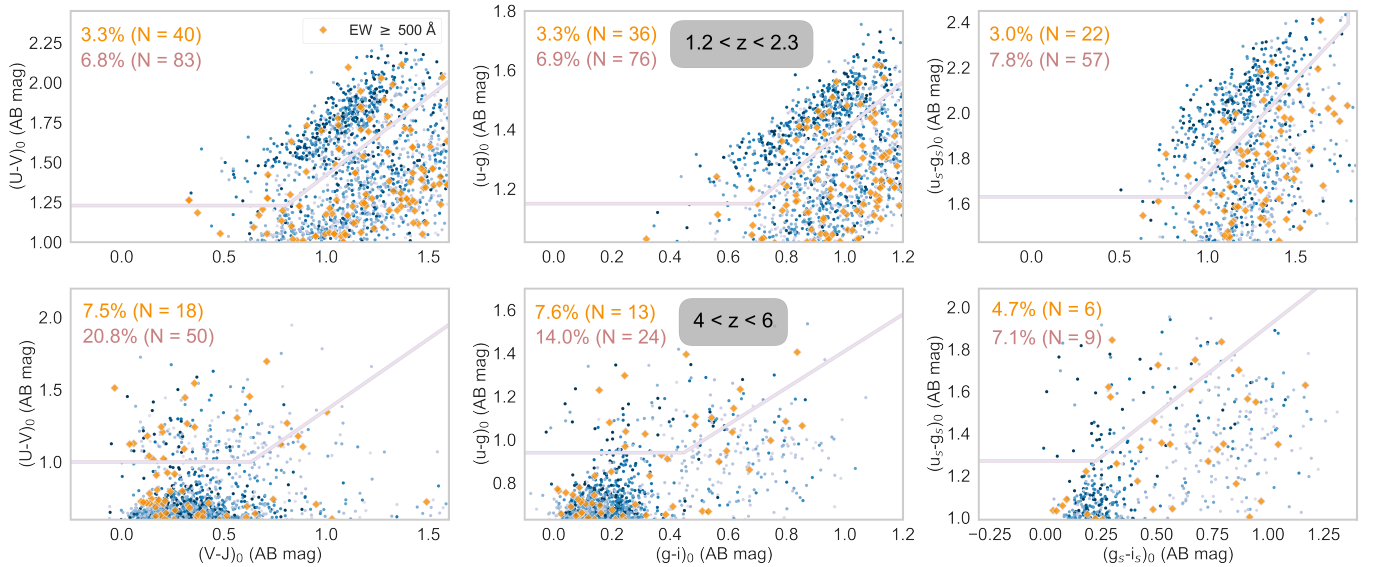 3.3% (N = 40)
6.8% (N = 83)
EW ≥ 500 Å
(U-V)₀ (AB mag)
2.25
2.00
1.75
1.50
1.25
1.00
0.0 0.5 1.0 1.5
3.3% (N = 36)
6.9% (N = 76)
1.2 < z < 2.3
(u-g)₀ (AB mag)
1.8
1.6
1.4
1.2
0.0 0.2 0.4 0.6 0.8 1.0 1.2
3.0% (N = 22)
7.8% (N = 57)
(uₛ-gₛ)₀ (AB mag)
2.4
2.2
2.0
1.8
1.6
0.0 0.5 1.0 1.5
7.5% (N = 18)
20.8% (N = 50)
(U-V)₀ (AB mag)
2.0
1.5
1.0
0.0 0.5 1.0 1.5
(V-J)₀ (AB mag)
7.6% (N = 13)
14.0% (N = 24)
4 < z < 6
(u-g)₀ (AB mag)
1.6
1.4
1.2
1.0
0.8
0.0 0.2 0.4 0.6 0.8 1.0 1.2
(g-i)₀ (AB mag)
4.7% (N = 6)
7.1% (N = 9)
(uₛ-gₛ)₀ (AB mag)
2.0
1.8
1.6
1.4
1.2
1.0
−0.25 0.00 0.25 0.50 0.75 1.00 1.25
(gₛ-iₛ)₀ (AB mag)